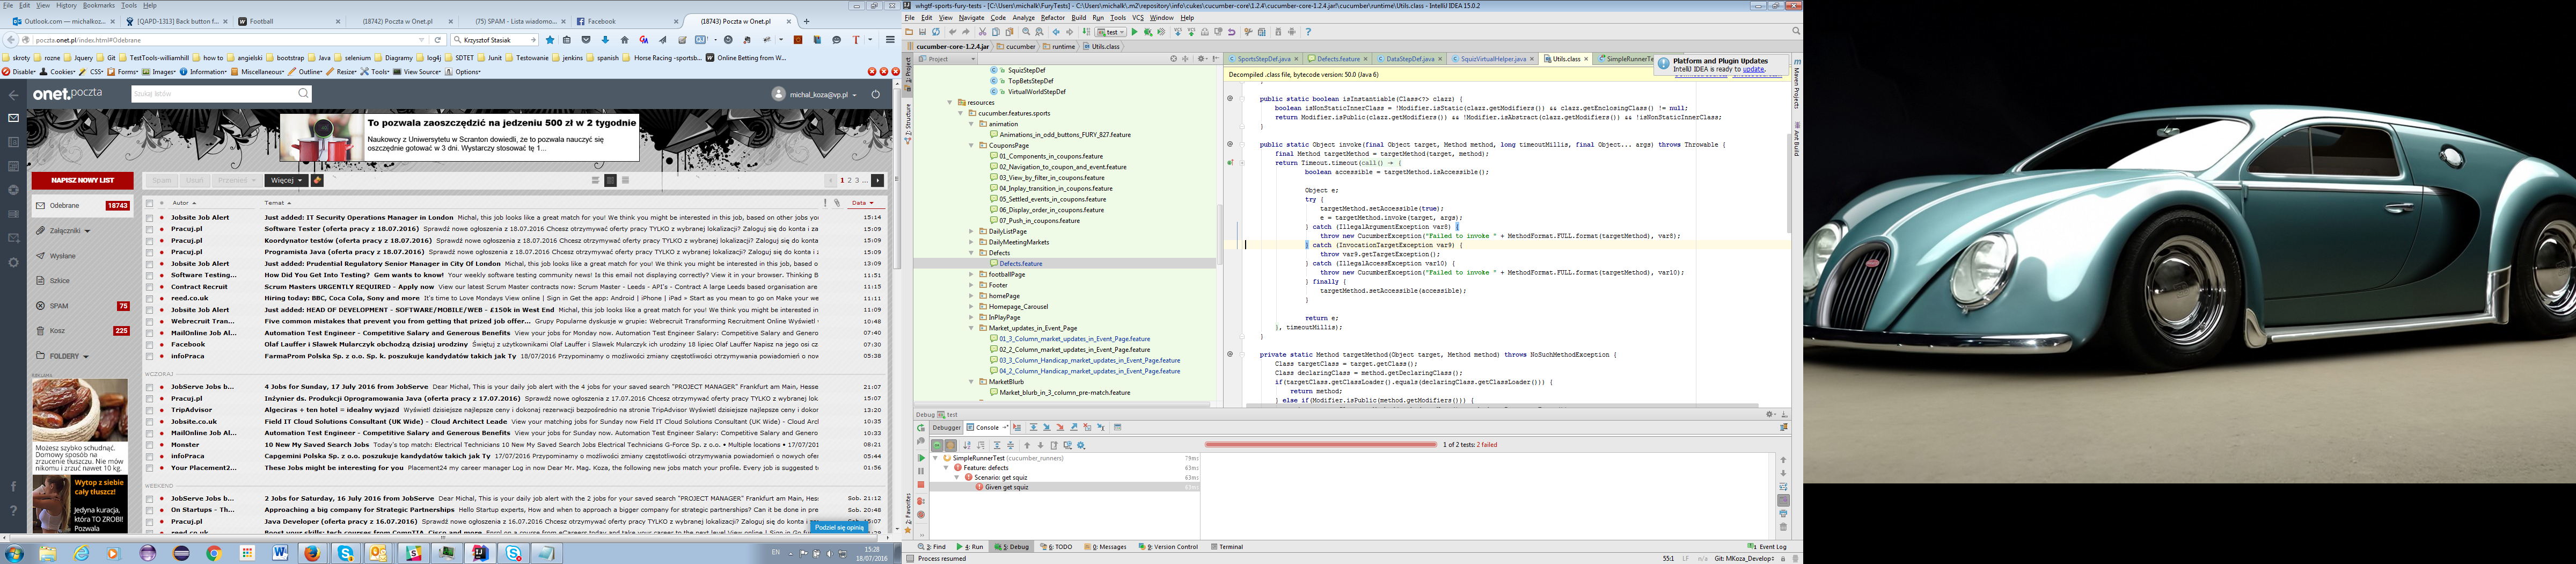 File Edit View History Bookmarks Tools Help
Outlook.com — michalkoz...
[QAPD-1313] Back button f...
Football
(18742) Poczta w Onet.pl
(75) SPAM - Lista wiadomo...
Facebook
(18743) Poczta w Onet.pl
poczta.onet.pl/index.html#Odebrane
Krzysztof Stasiak
skroty rozne Jquery Git TestTools-williamhill how to angielski bootstrap Java selenium Diagramy log4j SDTET Junit Testowanie jenkins spanish Horse Racing -sportsb... Online Betting from W...
Disable Cookies CSS Forms Images Information Miscellaneous Outline Resize Tools View Source Options
onet.poczta
Szukaj listów
michal_koza@vp.pl
To pozwala zaoszczędzić na jedzeniu 500 zł w 2 tygodnie
Naukowcy z Uniwersytetu w Scranton dowiedli, że to pozwala nauczyć się
oszczędnie gotować w 3 dni. Wystarczy stosować tę 1...
NAPISZ NOWY LIST
Spam Usuń Przenieś Więcej
1 2 3 ...
Odebrane 18743
Załączniki
Wysłane
Szkice
SPAM 75
Kosz 225
FOLDERY
REKLAMA
Możesz szybko schudnąć.
Domowy sposób na
zrzucenie tłuszczu. Nie mów
nikomu i zrzuć nawet 10 kg.
Wytop z siebie
cały tłuszcz!
Jedyna kuracja,
która TO ZROBI!
Pozwala
Autor Temat Data
Jobsite Job Alert Just added: IT Security Operations Manager in London Michal, this job looks like a great match for you! We think you might be interested in this job, based on other jobs yo 15:14
Pracuj.pl Software Tester (oferta pracy z 18.07.2016) Sprawdź nowe ogłoszenia z 18.07.2016 Chcesz otrzymywać oferty pracy TYLKO z wybranej lokalizacji? Zaloguj się do konta i za 15:09
Pracuj.pl Koordynator testów (oferta pracy z 18.07.2016) Sprawdź nowe ogłoszenia z 18.07.2016 Chcesz otrzymywać oferty pracy TYLKO z wybranej lokalizacji? Zaloguj się do konta 15:09
Pracuj.pl Programista Java (oferta pracy z 18.07.2016) Sprawdź nowe ogłoszenia z 18.07.2016 Chcesz otrzymywać oferty pracy TYLKO z wybranej lokalizacji? Zaloguj się do konta i z 15:09
Jobsite Job Alert Just added: Prudential Regulatory Senior Manager in City Of London Michal, this job looks like a great match for you! We think you might be interested in this job, base 13:09
Software Testing... How Did You Get Into Testing? Gem wants to know! Your weekly software testing community news! Is this email not displaying correctly? View it in your browser. Thinking B 11:51
Contract Recruit Scrum Masters URGENTLY REQUIRED - Apply now View our latest Scrum Master contracts now: Scrum Master - Leeds - API's - Contract A large Leeds based organisation are 11:15
reed.co.uk Hiring today: BBC, Coca Cola, Sony and more It's time to Love Mondays View online | Sign in Get the app: Android | iPhone | iPad + Start as you mean to go on Make your we 11:11
Jobsite Job Alert Just added: HEAD OF DEVELOPMENT - SOFTWARE/MOBILE/WEB - £150k in West End Michal, this job looks like a great match for you! We think you might be interested in 11:09
Webrecruit Tran... Five common mistakes that prevent you from getting that prized job offer... Grupy Popularne dyskusje w grupie: Webrecruit Transforming Recruitment Online Wyświetl 10:48
MailOnline Job Al... Automation Test Engineer - Competitive Salary and Generous Benefits View your jobs for Monday now. Automation Test Engineer Salary: Competitive Salary and Genero 07:40
Facebook Olaf Lauffer i Slawek Mularczyk obchodzą dzisiaj urodziny Świętuj z użytkownikami Olaf Lauffer i Slawek Mularczyk ich urodziny 18 lipiec Olaf Lauffer Napisz na jego osi cz 07:30
infoPraca FarmaProm Polska Sp. z o.o. Sp. k. poszukuje kandydatów takich jak Ty 18/07/2016 Przypominamy o możliwości zmiany częstotliwości otrzymywania powiadomień o now 05:38
WCZORAJ
JobServe Jobs b... 4 Jobs for Sunday, 17 July 2016 from JobServe Dear Michal, This is your daily job alert with the 4 jobs for your saved search "PROJECT MANAGER" Frankfurt am Main, Hesse 21:07
Pracuj.pl Inżynier ds. Produkcji Oprogramowania Java (oferta pracy z 17.07.2016) Sprawdź nowe ogłoszenia z 17.07.2016 Chcesz otrzymywać oferty pracy TYLKO z wybranej lok 15:07
TripAdvisor Algeciras + ten hotel = idealny wyjazd Wyświetl dzisiejsze najlepsze ceny i dokonaj rezerwacji bezpośrednio na stronie TripAdvisor Wyświetl dzisiejsze najlepsze ceny i dokor 13:20
Jobsite.co.uk Field IT Cloud Solutions Consultant (UK Wide) - Cloud Architect Leade View your matching jobs for Sunday now Field IT Cloud Solutions Consultant (UK Wide) - Cloud Arch 10:35
MailOnline Job Al... Automation Test Engineer - Competitive Salary and Generous Benefits View your jobs for Sunday now. Automation Test Engineer Salary: Competitive Salary and Genero 10:33
Monster 10 New My Saved Search Jobs Today's top match: Electrical Technicians 10 New My Saved Search Jobs Electrical Technicians G-Force Sp. z o.o. • Multiple locations • 17/07/201 08:21
infoPraca Capgemini Polska Sp. z o.o. poszukuje kandydatów takich jak Ty 17/07/2016 Przypominamy o możliwości zmiany częstotliwości otrzymywania powiadomień o nowych ofer 05:44
Your Placement2... These Jobs might be interesting for you Placement24 my career manager Log in now Dear Mr. Mag. Koza, the following new jobs match your profile. Every job is suggested t 01:56
WEEKEND
JobServe Jobs b... 2 Jobs for Saturday, 16 July 2016 from JobServe Dear Michal, This is your daily job alert with the 2 jobs for your saved search "PROJECT MANAGER" Frankfurt am Main, Hess Sob. 21:12
On Startups - Th... Approaching a big company for Strategic Partnerships Hello Startup experts, How and when to approach a bigger company for strategic partnerships? Can it be done in pre Sob. 20:48
Pracuj.pl Java Developer (oferta pracy z 16.07.2016) Sprawdź nowe ogłoszenia z 16.07.2016 Chcesz otrzymywać oferty pracy TYLKO z wybranej lokalizacji? Zaloguj się do konta i 15:07
Podziel się opinią
EN
15:28
18/07/2016
whgtf-sports-fury-tests - [C:\Users\michalk\FuryTests] - C:\Users\michalk\.m2\repository\info\cukes\cucumber-core\1.2.4\cucumber-core-1.2.4.jar!\cucumber\runtime\Utils.class - IntelliJ IDEA 15.0.2
File Edit View Navigate Code Analyze Refactor Build Run Tools VCS Window Help
test
cucumber-core-1.2.4.jar cucumber runtime Utils.class
Project
SportsStepDef.java Defects.feature DataStepDef.java SquizVirtualHelper.java Utils.class SimpleRunnerTe
Platform and Plugin Updates
IntelliJ IDEA is ready to update.
Decompiled .class file, bytecode version: 50.0 (Java 6)
1: Project
7: Structure
2: Favorites
Maven Projects
Ant Build
SquizStepDef
TopBetsStepDef
VirtualWorldStepDef
resources
cucumber.features.sports
animation
Animations_in_odd_buttons_FURY_827.feature
CouponsPage
01_Components_in_coupons.feature
02_Navigation_to_coupon_and_event.feature
03_View_by_filter_in_coupons.feature
04_Inplay_transition_in_coupons.feature
05_Settled_events_in_coupons.feature
06_Display_order_in_coupons.feature
07_Push_in_coupons.feature
DailyListPage
DailyMeetingMarkets
Defects
Defects.feature
footballPage
Footer
homePage
Homepage_Carousel
InPlayPage
Market_updates_in_Event_Page
01_3_Column_market_updates_in_Event_Page.feature
02_2_Column_market_updates_in_Event_Page.feature
03_3_Column_Handicap_market_updates_in_Event_Page.feature
04_2_Column_Handicap_market_updates_in_Event_Page.feature
MarketBlurb
Market_blurb_in_3_column_pre-match.feature
public static boolean isInstantiable(Class<?> clazz) {
boolean isNonStaticInnerClass = !Modifier.isStatic(clazz.getModifiers()) && clazz.getEnclosingClass() != null;
return Modifier.isPublic(clazz.getModifiers()) && !Modifier.isAbstract(clazz.getModifiers()) && !isNonStaticInnerClass;
}
public static Object invoke(final Object target, Method method, long timeoutMillis, final Object... args) throws Throwable {
final Method targetMethod = targetMethod(target, method);
return Timeout.timeout(call() → {
boolean accessible = targetMethod.isAccessible();
Object e;
try {
targetMethod.setAccessible(true);
e = targetMethod.invoke(target, args);
} catch (IllegalArgumentException var8) {
throw new CucumberException("Failed to invoke " + MethodFormat.FULL.format(targetMethod), var8);
} catch (InvocationTargetException var9) {
throw var9.getTargetException();
} catch (IllegalAccessException var10) {
throw new CucumberException("Failed to invoke " + MethodFormat.FULL.format(targetMethod), var10);
} finally {
targetMethod.setAccessible(accessible);
}
return e;
}, timeoutMillis);
}
private static Method targetMethod(Object target, Method method) throws NoSuchMethodException {
Class targetClass = target.getClass();
Class declaringClass = method.getDeclaringClass();
if(targetClass.getClassLoader().equals(declaringClass.getClassLoader())) {
return method;
} else if(Modifier.isPublic(method.getModifiers())) {
Debug test
Debugger Console
1 of 2 tests: 2 failed
SimpleRunnerTest (cucumber_runners) 79ms
Feature: defects 63ms
Scenario: get squiz 63ms
Given get squiz 63ms
3: Find 4: Run 5: Debug 6: TODO 0: Messages 9: Version Control Terminal 1 Event Log
Process resumed 55:1 LF n/a Git: MKoza_Develop